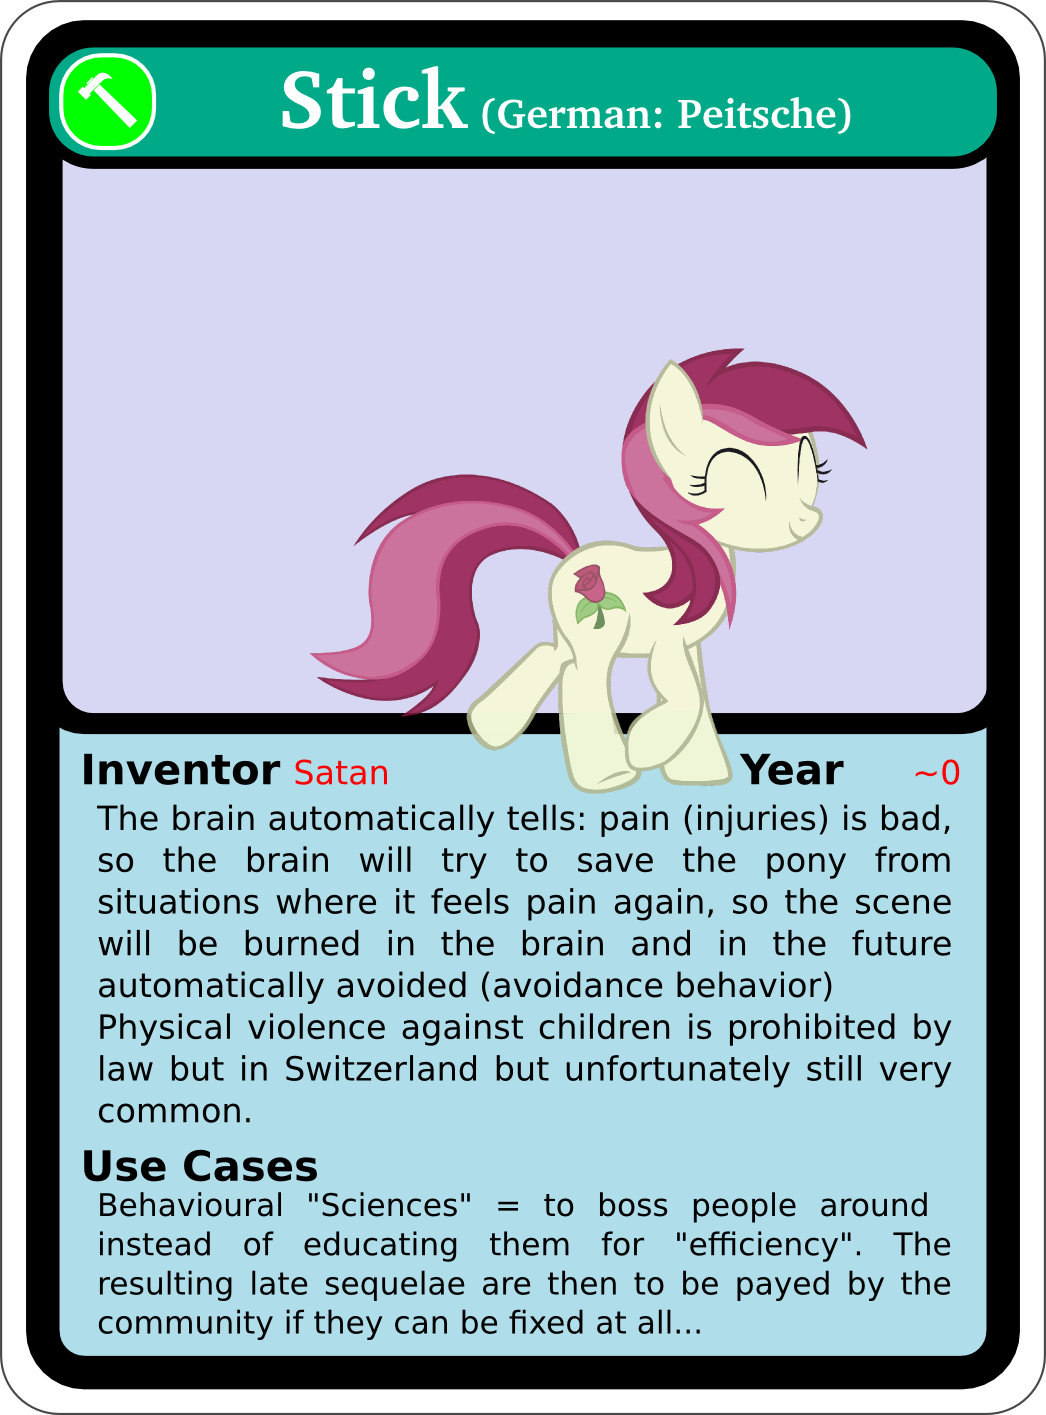 Stick (German: Peitsche)
Inventor Satan Year ~0
The brain automatically tells: pain (injuries) is bad,
so the brain will try to save the pony from
situations where it feels pain again, so the scene
will be burned in the brain and in the future
automatically avoided (avoidance behavior)
Physical violence against children is prohibited by
law but in Switzerland but unfortunately still very
common.
Use Cases
Behavioural "Sciences" = to boss people around
instead of educating them for "efficiency". The
resulting late sequelae are then to be payed by the
community if they can be fixed at all...